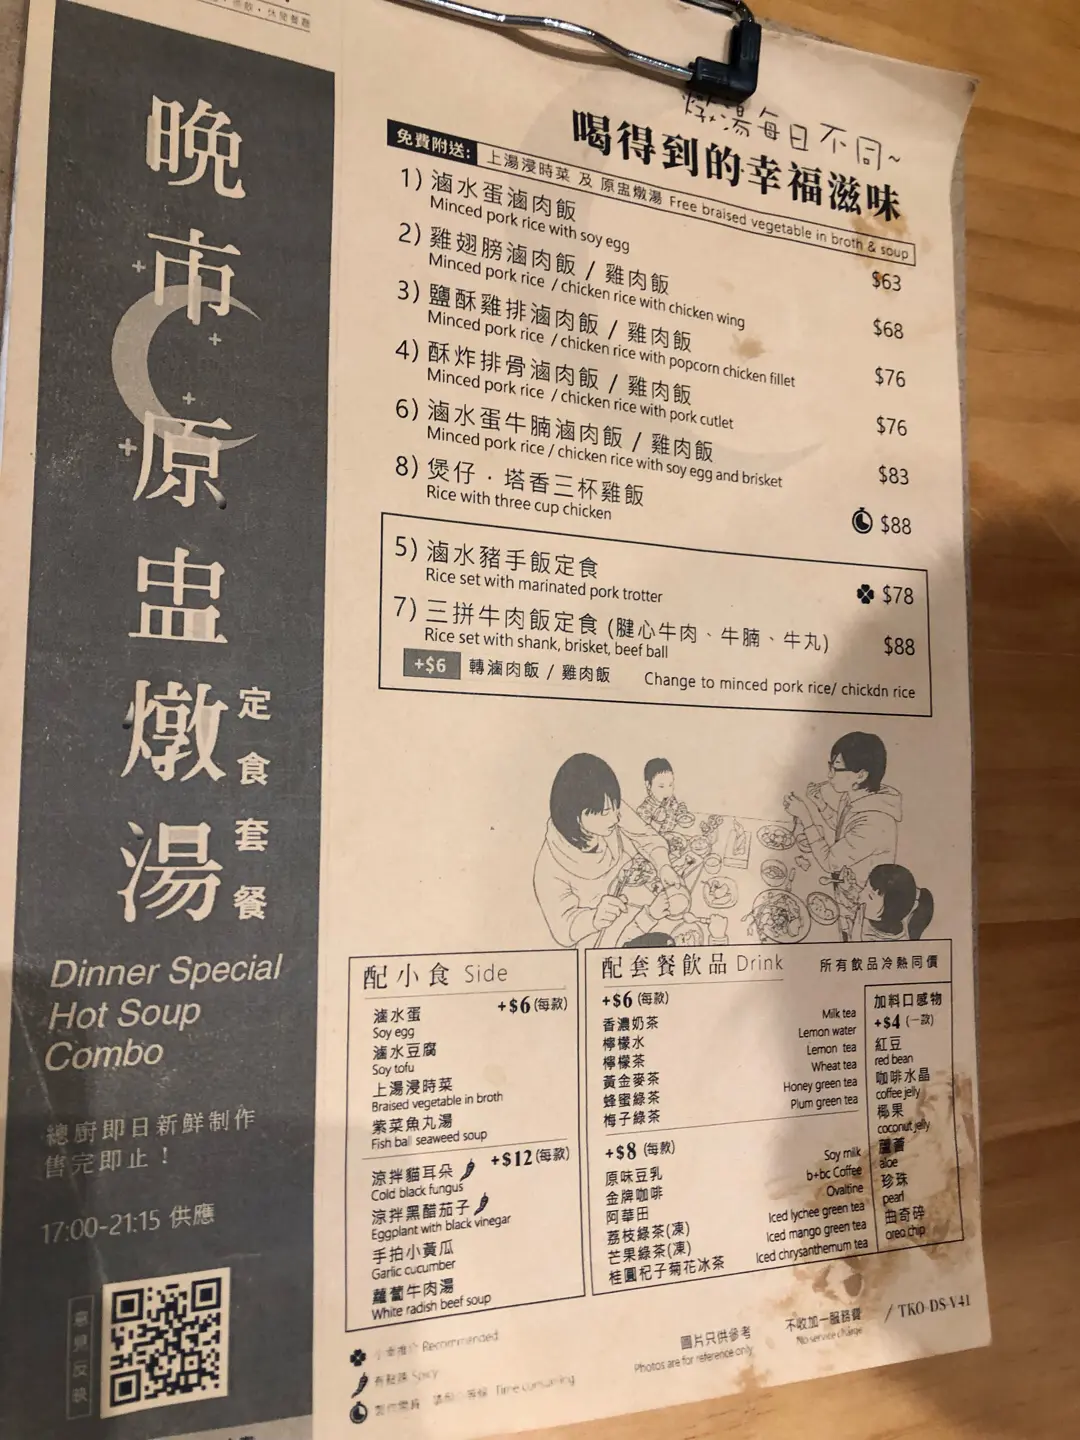 休閒餐廳
晚市原盅燉湯
定食套餐
Dinner Special
Hot Soup
Combo
總廚即日新鮮制作
售完即止！
17:00-21:15 供應
意見反映
燉湯每日不同~
喝得到的幸福滋味
免費附送: 上湯浸時菜 及 原盅燉湯 Free braised vegetable in broth & soup
1) 滷水蛋滷肉飯 $63
Minced pork rice with soy egg
2) 雞翅膀滷肉飯 / 雞肉飯 $68
Minced pork rice / chicken rice with chicken wing
3) 鹽酥雞排滷肉飯 / 雞肉飯 $76
Minced pork rice / chicken rice with popcorn chicken fillet
4) 酥炸排骨滷肉飯 / 雞肉飯 $76
Minced pork rice / chicken rice with pork cutlet
6) 滷水蛋牛腩滷肉飯 / 雞肉飯 $83
Minced pork rice / chicken rice with soy egg and brisket
8) 煲仔．塔香三杯雞飯 $88
Rice with three cup chicken
5) 滷水豬手飯定食 $78
Rice set with marinated pork trotter
7) 三拼牛肉飯定食 (腱心牛肉、牛腩、牛丸) $88
Rice set with shank, brisket, beef ball
+$6 轉滷肉飯 / 雞肉飯 Change to minced pork rice/ chickdn rice
配小食 Side
滷水蛋 +$6 (每款)
Soy egg
滷水豆腐
Soy tofu
上湯浸時菜
Braised vegetable in broth
紫菜魚丸湯
Fish ball seaweed soup
涼拌貓耳朵 +$12 (每款)
Cold black fungus
涼拌黑醋茄子
Eggplant with black vinegar
手拍小黃瓜
Garlic cucumber
蘿蔔牛肉湯
White radish beef soup
配套餐飲品 Drink 所有飲品冷熱同價
+$6 (每款)
香濃奶茶 Milk tea
檸檬水 Lemon water
檸檬茶 Lemon tea
黃金麥茶 Wheat tea
蜂蜜綠茶 Honey green tea
梅子綠茶 Plum green tea
+$8 (每款)
原味豆乳 Soy milk
金牌咖啡 b+bc Coffee
阿華田 Ovaltine
荔枝綠茶(凍) Iced lychee green tea
芒果綠茶(凍) Iced mango green tea
桂圓杞子菊花冰茶 Iced chrysanthemum tea
加料口感物
+$4 (一款)
紅豆
red bean
咖啡水晶
coffee jelly
椰果
coconut jelly
蘆薈
aloe
珍珠
pearl
曲奇碎
oreo chip
Recommended
有點辣 Spicy
Time consuming
圖片只供參考
Photos are for reference only
不收加一服務費
No service charge
/ TKO-DS-V41